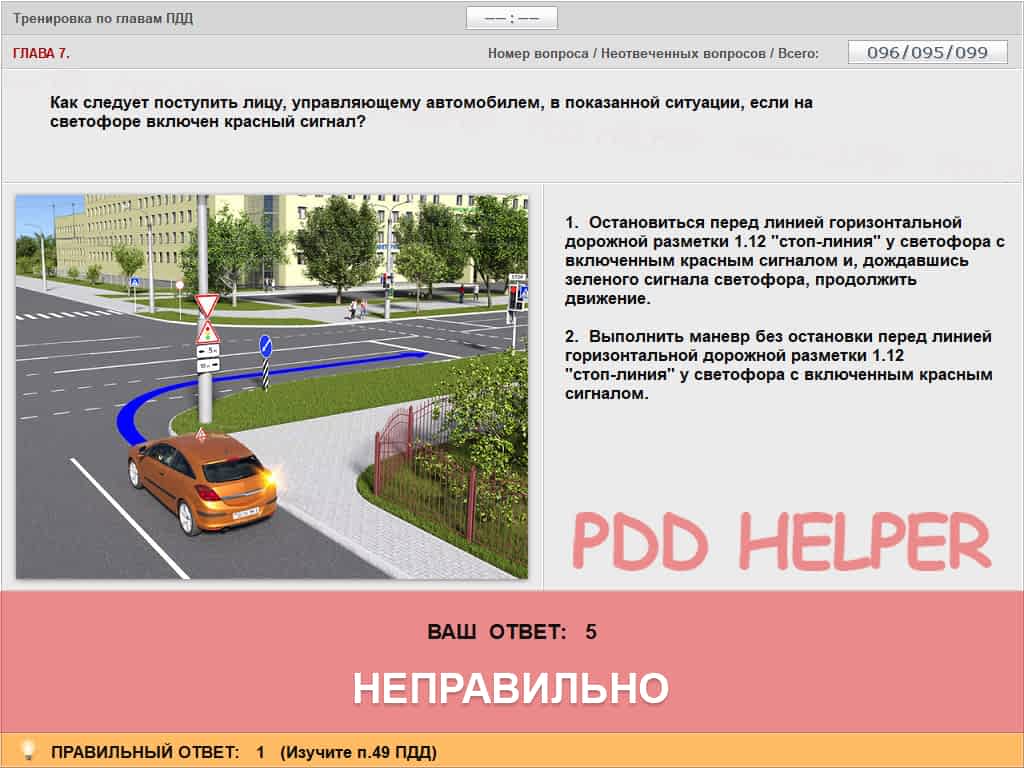 Тренировка по главам ПДД
—— : ——
ГЛАВА 7.
Номер вопроса / Неотвеченных вопросов / Всего:
096/095/099
Как следует поступить лицу, управляющему автомобилем, в показанной ситуации, если на
светофоре включен красный сигнал?
1. Остановиться перед линией горизонтальной
дорожной разметки 1.12 "стоп-линия" у светофора с
включенным красным сигналом и, дождавшись
зеленого сигнала светофора, продолжить
движение.
2. Выполнить маневр без остановки перед линией
горизонтальной дорожной разметки 1.12
"стоп-линия" у светофора с включенным красным
сигналом.
PDD HELPER
ВАШ ОТВЕТ: 5
НЕПРАВИЛЬНО
ПРАВИЛЬНЫЙ ОТВЕТ: 1 (Изучите п.49 ПДД)